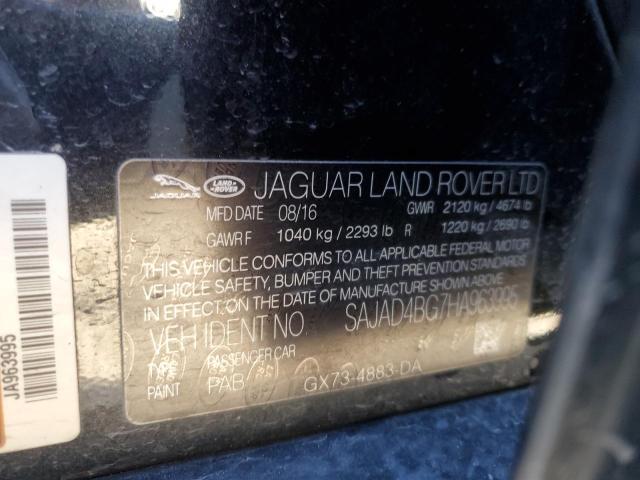 JAGUAR LAND ROVER JAGUAR LAND ROVER LTD
MFD DATE 08/16 GWR 2120 kg / 4674 lb
GAWR F 1040 kg / 2293 lb R 1220 kg / 2690 lb
THIS VEHICLE CONFORMS TO ALL APPLICABLE FEDERAL MOTOR
VEHICLE SAFETY, BUMPER AND THEFT PREVENTION STANDARDS
IN EFFECT ON THE DATE OF MANUFACTURE SHOWN ABOVE.
VEH IDENT NO. SAJAD4BG7HA963995
TYPE PASSENGER CAR
PAINT PAB GX73-4883-DA
JA963995